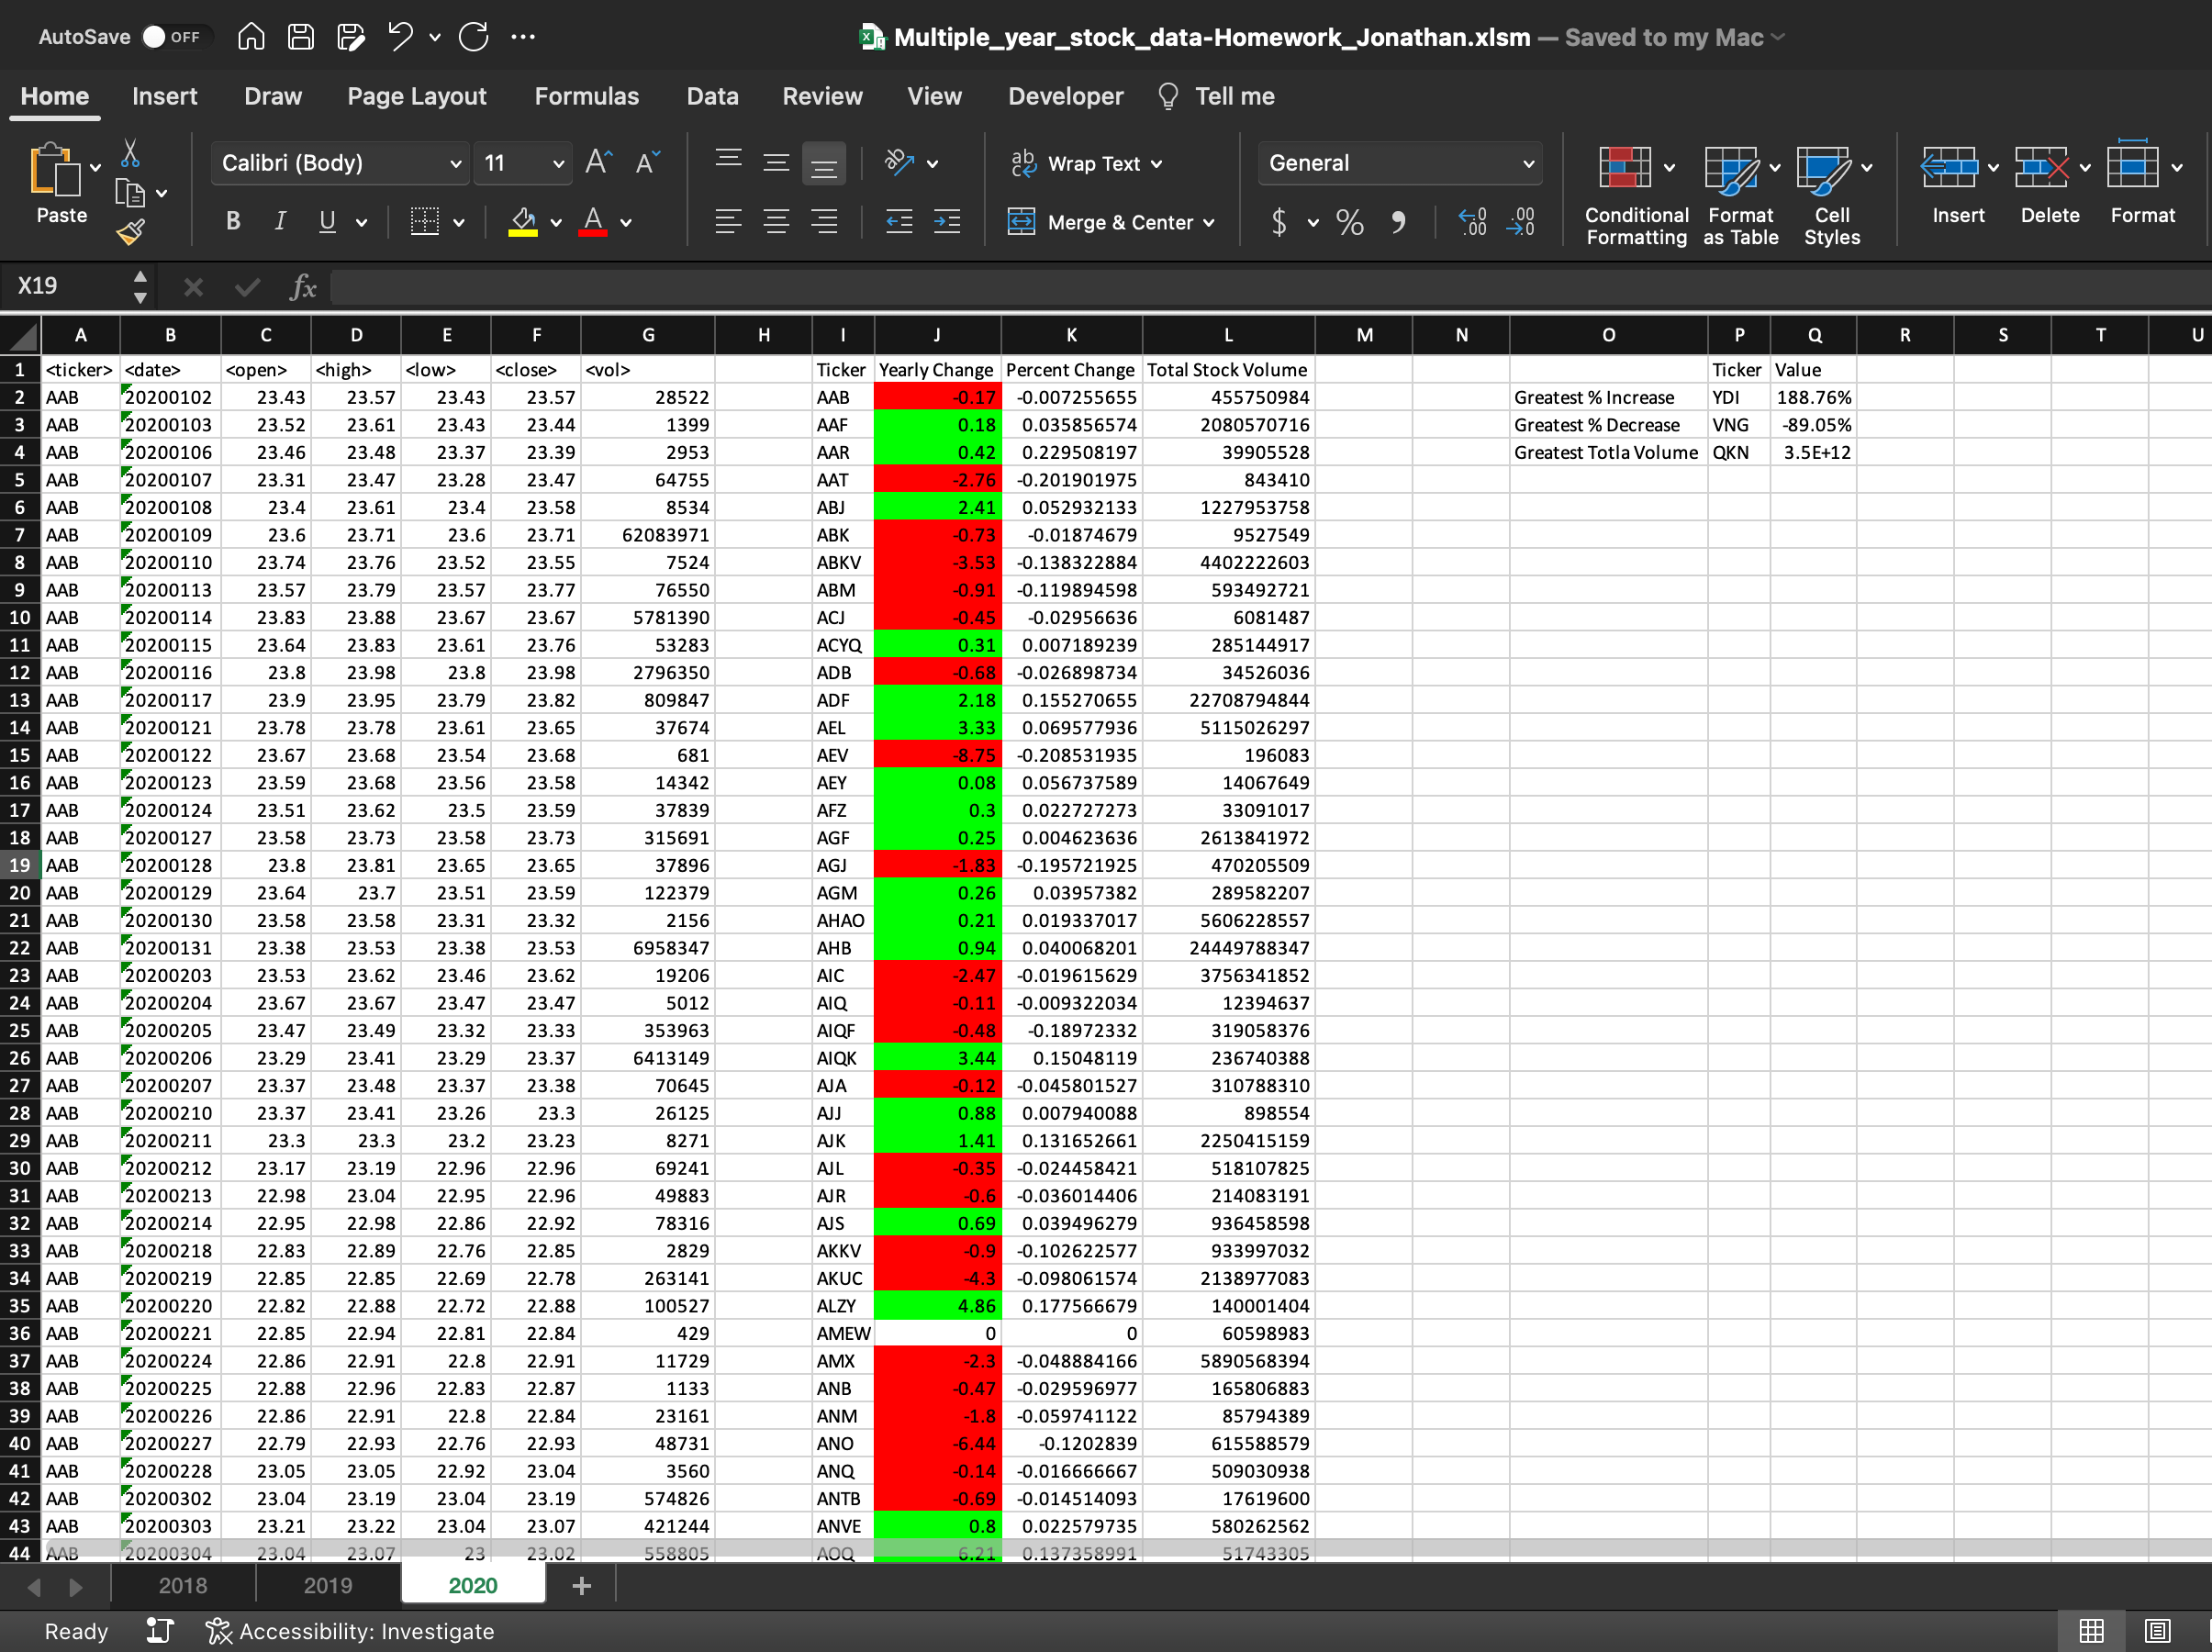 AutoSave OFF Multiple_year_stock_data-Homework_Jonathan.xlsm — Saved to my Mac
Home Insert Draw Page Layout Formulas Data Review View Developer Tell me
Paste Calibri (Body) 11 Wrap Text General Conditional Formatting Format as Table Cell Styles Insert Delete Format
B I U A Merge & Center $ % 9
X19 fx
A B C D E F G H I J K L M N O P Q R S T U
1 <ticker> <date> <open> <high> <low> <close> <vol> Ticker Yearly Change Percent Change Total Stock Volume Ticker Value
2 AAB 20200102 23.43 23.57 23.43 23.57 28522 AAB -0.17 -0.007255655 455750984 Greatest % Increase YDI 188.76%
3 AAB 20200103 23.52 23.61 23.43 23.44 1399 AAF 0.18 0.035856574 2080570716 Greatest % Decrease VNG -89.05%
4 AAB 20200106 23.46 23.48 23.37 23.39 2953 AAR 0.42 0.229508197 39905528 Greatest Totla Volume QKN 3.5E+12
5 AAB 20200107 23.31 23.47 23.28 23.47 64755 AAT -2.76 -0.201901975 843410
6 AAB 20200108 23.4 23.61 23.4 23.58 8534 ABJ 2.41 0.052932133 1227953758
7 AAB 20200109 23.6 23.71 23.6 23.71 62083971 ABK -0.73 -0.01874679 9527549
8 AAB 20200110 23.74 23.76 23.52 23.55 7524 ABKV -3.53 -0.138322884 4402222603
9 AAB 20200113 23.57 23.79 23.57 23.77 76550 ABM -0.91 -0.119894598 593492721
10 AAB 20200114 23.83 23.88 23.67 23.67 5781390 ACJ -0.45 -0.02956636 6081487
11 AAB 20200115 23.64 23.83 23.61 23.76 53283 ACYQ 0.31 0.007189239 285144917
12 AAB 20200116 23.8 23.98 23.8 23.98 2796350 ADB -0.68 -0.026898734 34526036
13 AAB 20200117 23.9 23.95 23.79 23.82 809847 ADF 2.18 0.155270655 22708794844
14 AAB 20200121 23.78 23.78 23.61 23.65 37674 AEL 3.33 0.069577936 5115026297
15 AAB 20200122 23.67 23.68 23.54 23.68 681 AEV -8.75 -0.208531935 196083
16 AAB 20200123 23.59 23.68 23.56 23.58 14342 AEY 0.08 0.056737589 14067649
17 AAB 20200124 23.51 23.62 23.5 23.59 37839 AFZ 0.3 0.022727273 33091017
18 AAB 20200127 23.58 23.73 23.58 23.73 315691 AGF 0.25 0.004623636 2613841972
19 AAB 20200128 23.8 23.81 23.65 23.65 37896 AGJ -1.83 -0.195721925 470205509
20 AAB 20200129 23.64 23.7 23.51 23.59 122379 AGM 0.26 0.03957382 289582207
21 AAB 20200130 23.58 23.58 23.31 23.32 2156 AHAO 0.21 0.019337017 5606228557
22 AAB 20200131 23.38 23.53 23.38 23.53 6958347 AHB 0.94 0.040068201 24449788347
23 AAB 20200203 23.53 23.62 23.46 23.62 19206 AIC -2.47 -0.019615629 3756341852
24 AAB 20200204 23.67 23.67 23.47 23.47 5012 AIQ -0.11 -0.009322034 12394637
25 AAB 20200205 23.47 23.49 23.32 23.33 353963 AIQF -0.48 -0.18972332 319058376
26 AAB 20200206 23.29 23.41 23.29 23.37 6413149 AIQK 3.44 0.15048119 236740388
27 AAB 20200207 23.37 23.48 23.37 23.38 70645 AJA -0.12 -0.045801527 310788310
28 AAB 20200210 23.37 23.41 23.26 23.3 26125 AJJ 0.88 0.007940088 898554
29 AAB 20200211 23.3 23.3 23.2 23.23 8271 AJK 1.41 0.131652661 2250415159
30 AAB 20200212 23.17 23.19 22.96 22.96 69241 AJL -0.35 -0.024458421 518107825
31 AAB 20200213 22.98 23.04 22.95 22.96 49883 AJR -0.6 -0.036014406 214083191
32 AAB 20200214 22.95 22.98 22.86 22.92 78316 AJS 0.69 0.039496279 936458598
33 AAB 20200218 22.83 22.89 22.76 22.85 2829 AKKV -0.9 -0.102622577 933997032
34 AAB 20200219 22.85 22.85 22.69 22.78 263141 AKUC -4.3 -0.098061574 2138977083
35 AAB 20200220 22.82 22.88 22.72 22.88 100527 ALZY 4.86 0.177566679 140001404
36 AAB 20200221 22.85 22.94 22.81 22.84 429 AMEW 0 0 60598983
37 AAB 20200224 22.86 22.91 22.8 22.91 11729 AMX -2.3 -0.048884166 5890568394
38 AAB 20200225 22.88 22.96 22.83 22.87 1133 ANB -0.47 -0.029596977 165806883
39 AAB 20200226 22.86 22.91 22.8 22.84 23161 ANM -1.8 -0.059741122 85794389
40 AAB 20200227 22.79 22.93 22.76 22.93 48731 ANO -6.44 -0.1202839 615588579
41 AAB 20200228 23.05 23.05 22.92 23.04 3560 ANQ -0.14 -0.016666667 509030938
42 AAB 20200302 23.04 23.19 23.04 23.19 574826 ANTB -0.69 -0.014514093 17619600
43 AAB 20200303 23.21 23.22 23.04 23.07 421244 ANVE 0.8 0.022579735 580262562
44 AAB 20200304 23.04 23.07 23 23.02 558805 AOQ 6.21 0.137358991 51743305
2018 2019 2020 +
Ready Accessibility: Investigate